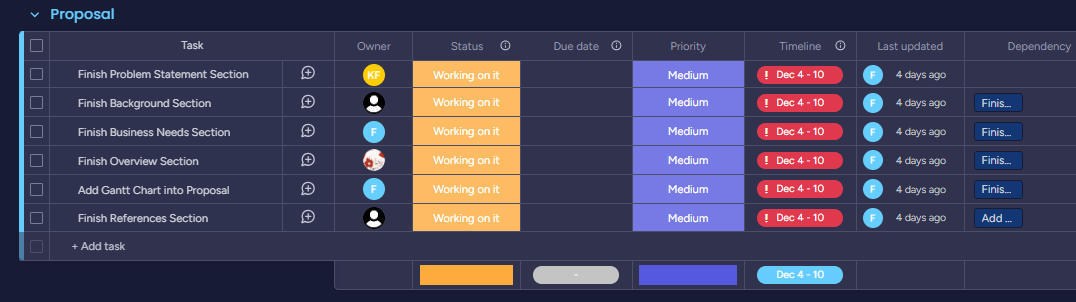 Proposal
Task Owner Status Due date Priority Timeline Last updated Dependency
Finish Problem Statement Section KF Working on it Medium ! Dec 4 - 10 F 4 days ago
Finish Background Section Working on it Medium ! Dec 4 - 10 F 4 days ago Finis...
Finish Business Needs Section F Working on it Medium ! Dec 4 - 10 F 4 days ago Finis...
Finish Overview Section Working on it Medium ! Dec 4 - 10 F 4 days ago Finis...
Add Gantt Chart into Proposal F Working on it Medium ! Dec 4 - 10 F 4 days ago Finis...
Finish References Section Working on it Medium ! Dec 4 - 10 F 4 days ago Add ...
+ Add task
- Dec 4 - 10